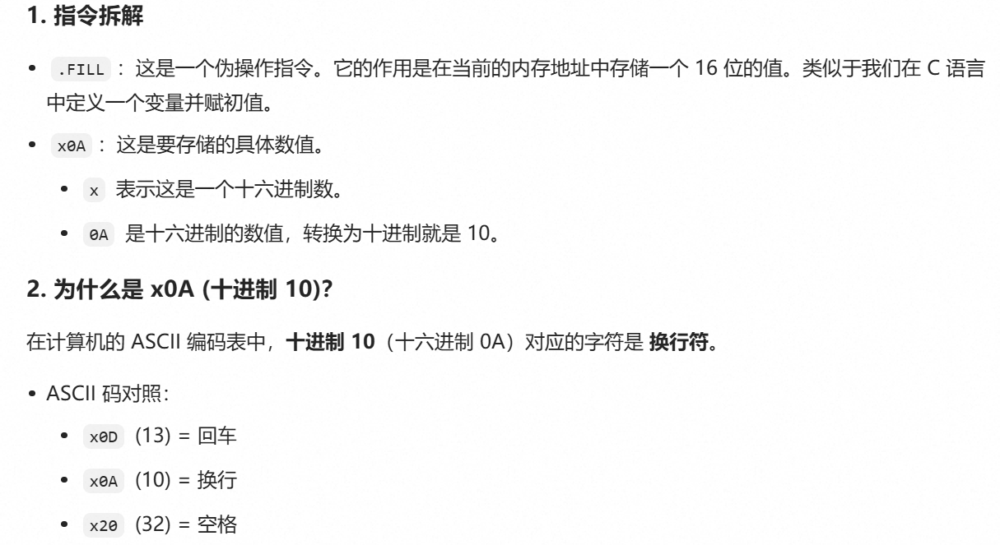 1. 指令拆解
• .FILL ：这是一个伪操作指令。它的作用是在当前的内存地址中存储一个 16 位的值。类似于我们在 C 语言
中定义一个变量并赋初值。
• x0A ：这是要存储的具体数值。
• x 表示这是一个十六进制数。
• 0A 是十六进制的数值，转换为十进制就是 10。
2. 为什么是 x0A (十进制 10)？
在计算机的 ASCII 编码表中，十进制 10（十六进制 0A）对应的字符是 换行符。
• ASCII 码对照：
• x0D (13) = 回车
• x0A (10) = 换行
• x20 (32) = 空格